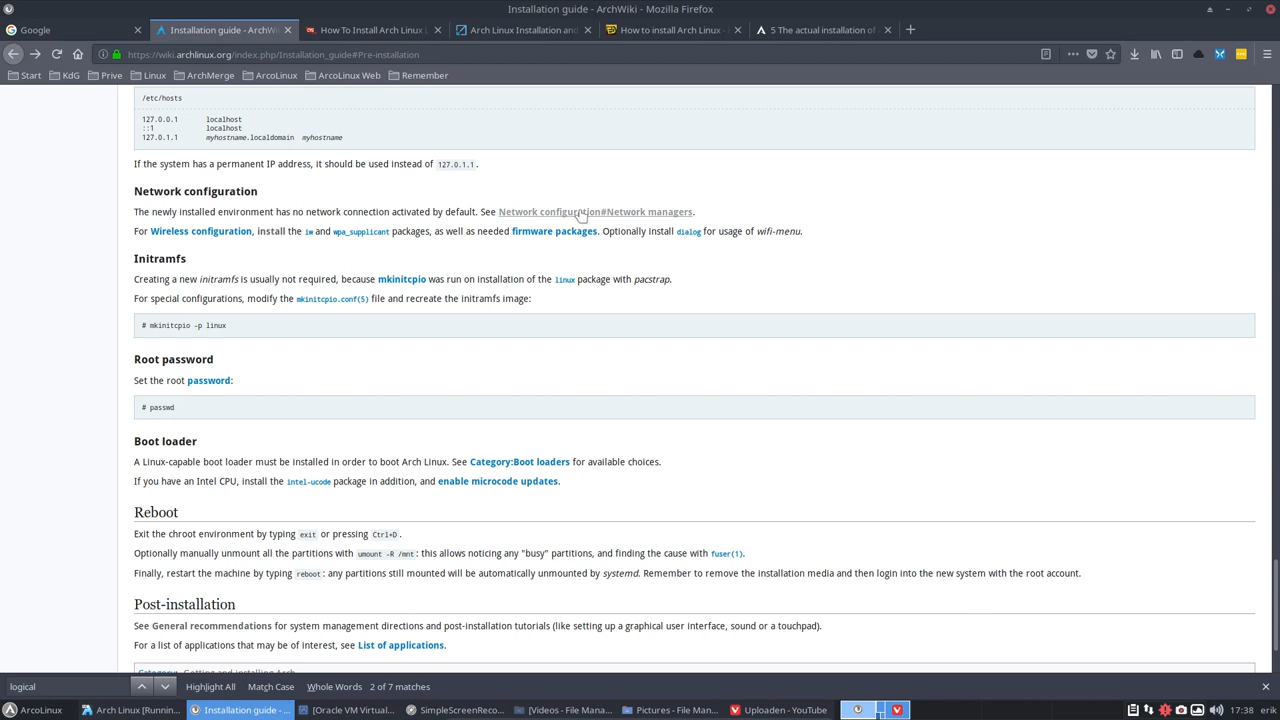 Installation guide - ArchWiki - Mozilla Firefox
Google
Installation guide - ArchWi
How To Install Arch Linux
Arch Linux Installation and
How to install Arch Linux -
5 The actual installation of
https://wiki.archlinux.org/index.php/Installation_guide#Pre-installation
Start KdG Prive Linux ArchMerge ArcoLinux ArcoLinux Web Remember
/etc/hosts
127.0.0.1 localhost
::1 localhost
127.0.1.1 myhostname.localdomain myhostname
If the system has a permanent IP address, it should be used instead of 127.0.1.1.
Network configuration
The newly installed environment has no network connection activated by default. See Network configuration#Network managers.
For Wireless configuration, install the iw and wpa_supplicant packages, as well as needed firmware packages. Optionally install dialog for usage of wifi-menu.
Initramfs
Creating a new initramfs is usually not required, because mkinitcpio was run on installation of the linux package with pacstrap.
For special configurations, modify the mkinitcpio.conf(5) file and recreate the initramfs image:
# mkinitcpio -p linux
Root password
Set the root password:
# passwd
Boot loader
A Linux-capable boot loader must be installed in order to boot Arch Linux. See Category:Boot loaders for available choices.
If you have an Intel CPU, install the intel-ucode package in addition, and enable microcode updates.
Reboot
Exit the chroot environment by typing exit or pressing Ctrl+D.
Optionally manually unmount all the partitions with umount -R /mnt: this allows noticing any "busy" partitions, and finding the cause with fuser(1).
Finally, restart the machine by typing reboot: any partitions still mounted will be automatically unmounted by systemd. Remember to remove the installation media and then login into the new system with the root account.
Post-installation
See General recommendations for system management directions and post-installation tutorials (like setting up a graphical user interface, sound or a touchpad).
For a list of applications that may be of interest, see List of applications.
Category: Getting and installing Arch
logical Highlight All Match Case Whole Words 2 of 7 matches
ArcoLinux
Arch Linux [Runnin...
Installation guide - ...
[Oracle VM Virtual...
SimpleScreenReco...
[Videos - File Mana...
Pictures - File Man...
Uploaden - YouTube
17:38 erik